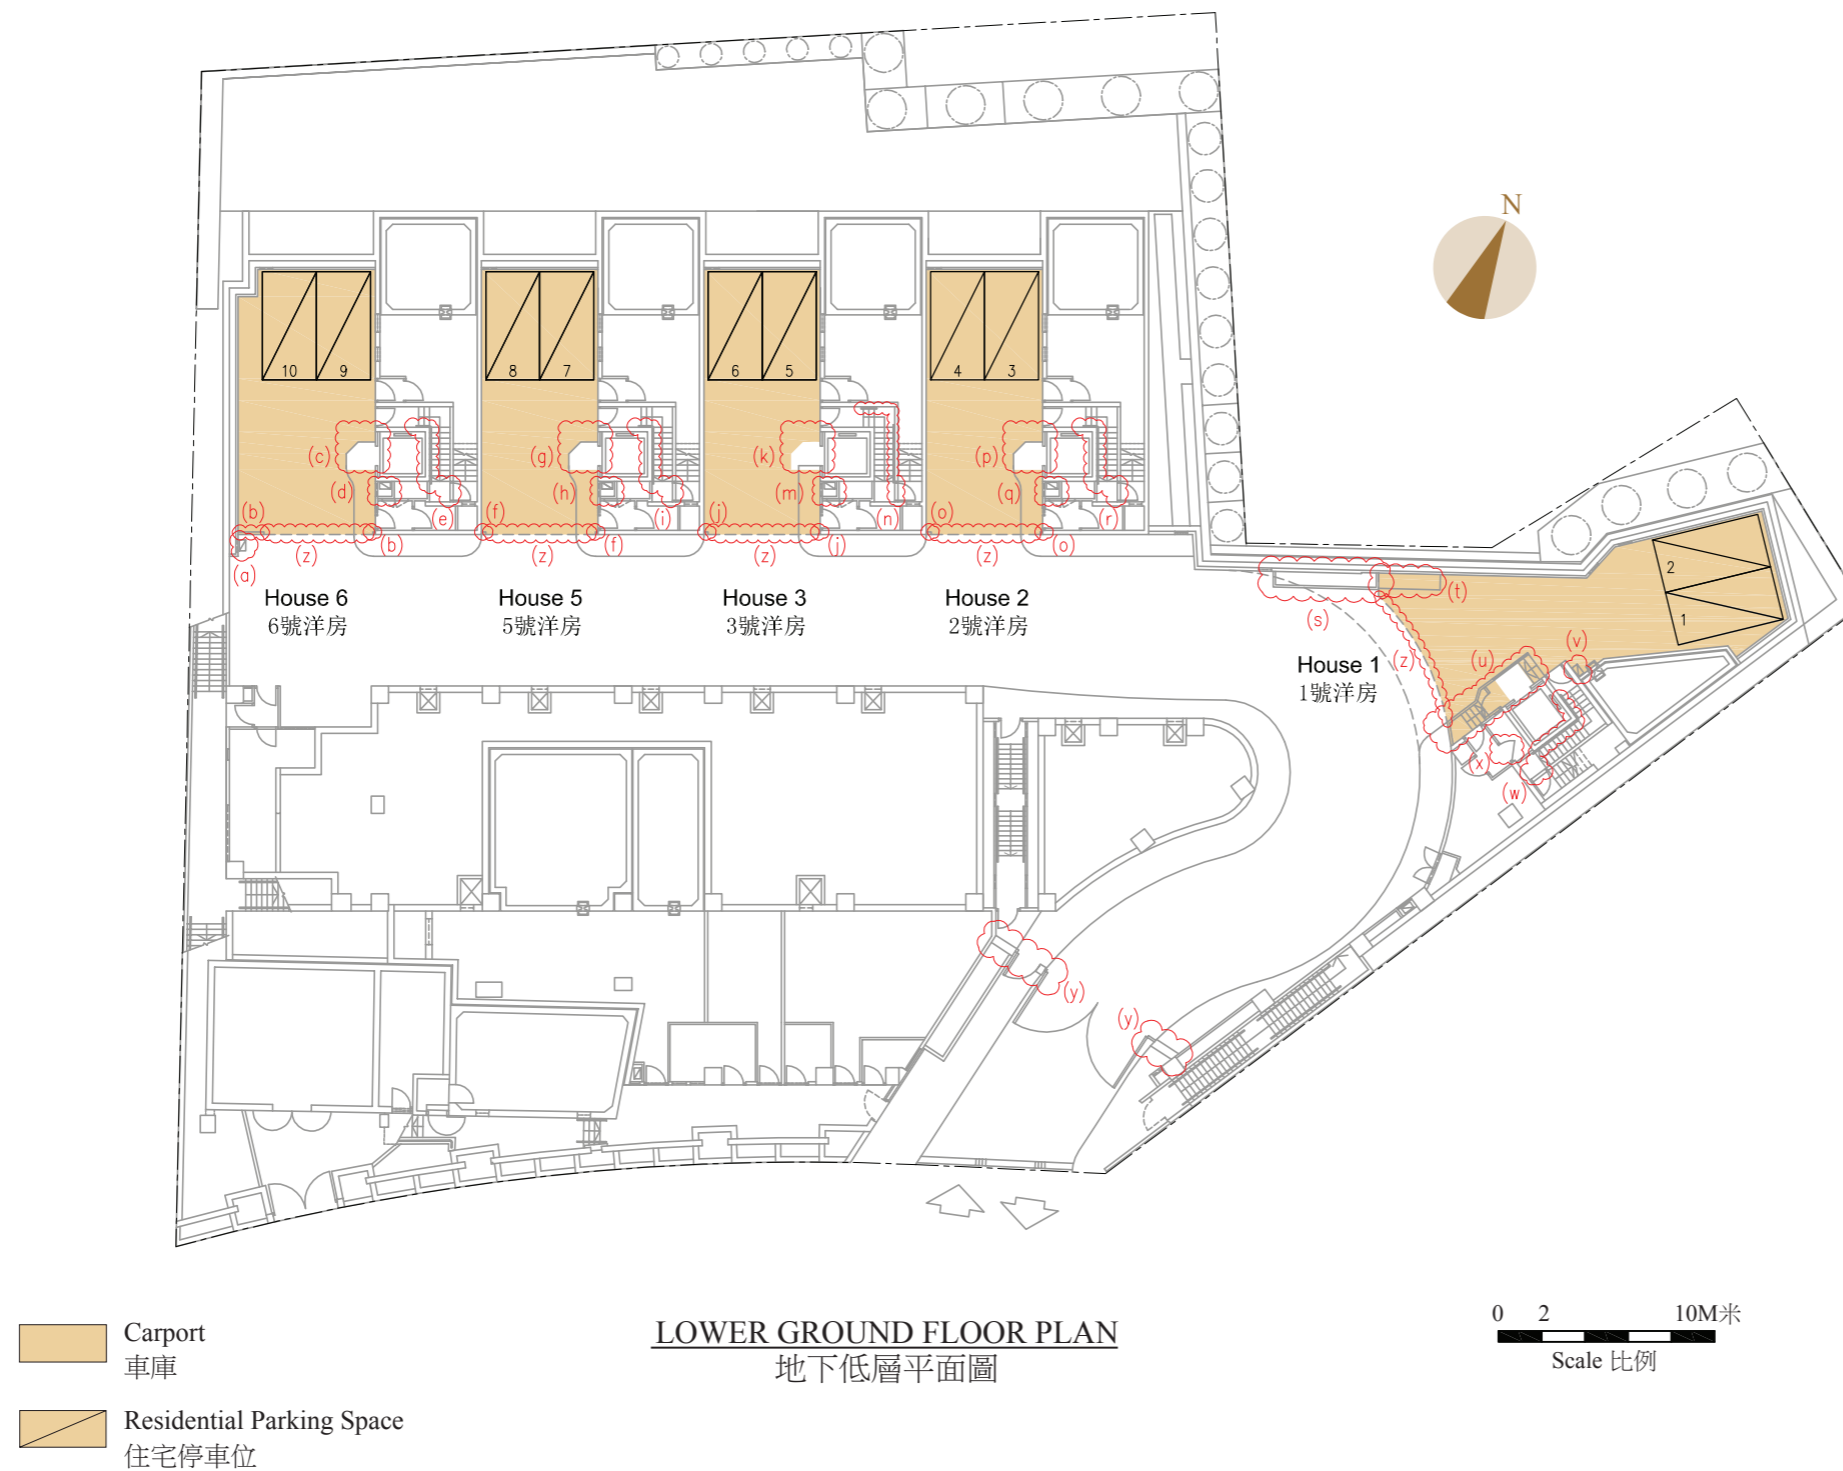 N
10 9
8 7
6 5
4 3
(c)
(g)
(k)
(p)
(d)
(h)
(m)
(q)
(e)
(i)
(n)
(r)
(b)
(f)
(j)
(o)
(z)
(b)
(z)
(f)
(z)
(j)
(z)
(o)
(a)
2
1
(t)
(s)
(z)
(u)
(v)
(x)
(w)
House 6
6號洋房
House 5
5號洋房
House 3
3號洋房
House 2
2號洋房
House 1
1號洋房
(y)
(y)
Carport
車庫
Residential Parking Space
住宅停車位
LOWER GROUND FLOOR PLAN
地下低層平面圖
0 2 10M米
Scale 比例